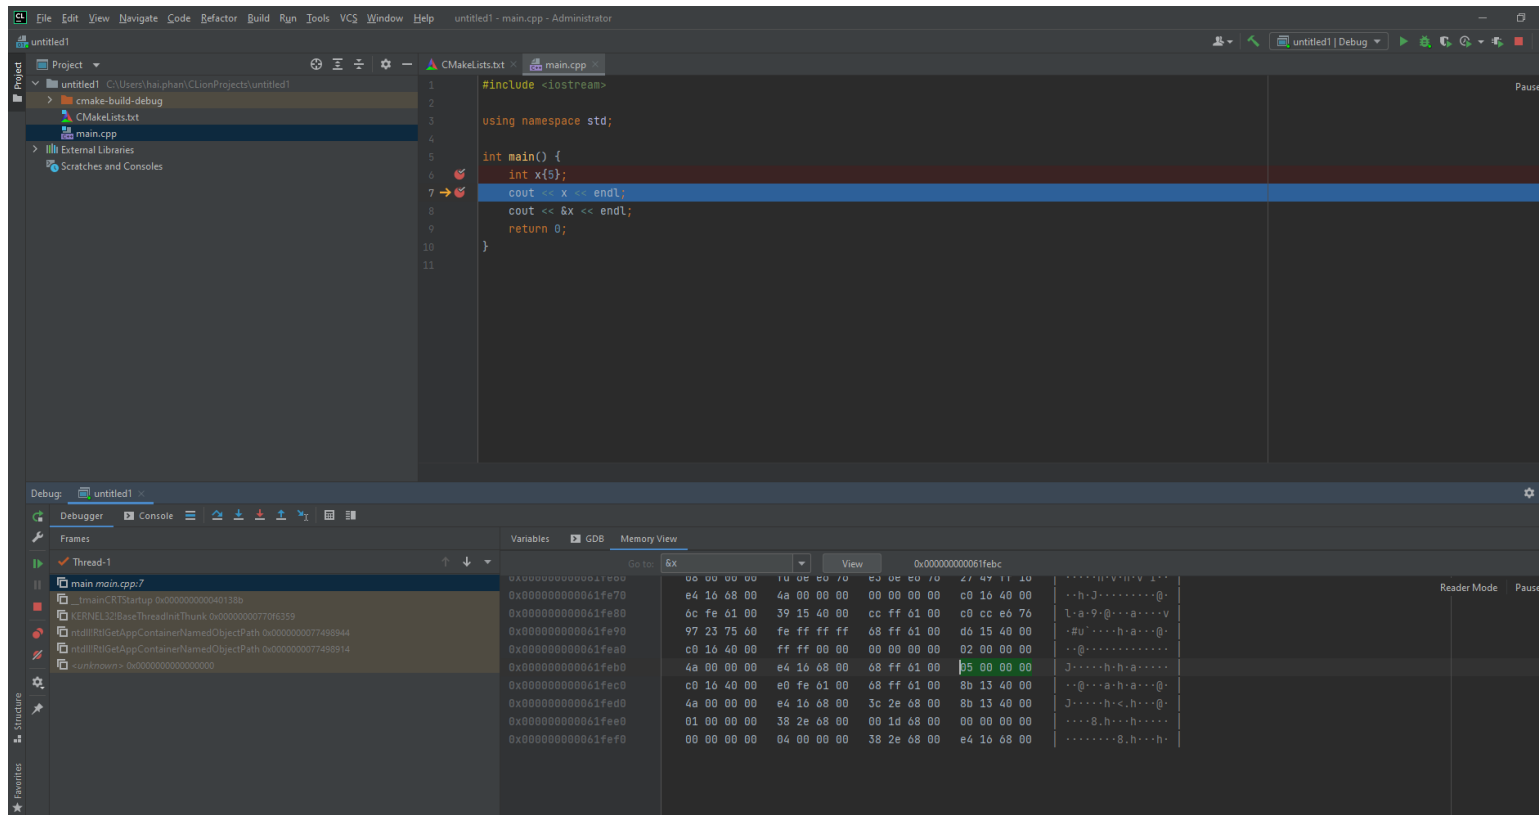 File Edit View Navigate Code Refactor Build Run Tools VCS Window Help untitled1 - main.cpp - Administrator
untitled1
untitled1 | Debug
Project
Project
CMakeLists.txt
main.cpp
untitled1 C:\Users\hai.phan\CLionProjects\untitled1
cmake-build-debug
CMakeLists.txt
main.cpp
External Libraries
Scratches and Consoles
1 #include <iostream>
2
3 using namespace std;
4
5 int main() {
6 int x{5};
7 cout << x << endl;
8 cout << &x << endl;
9 return 0;
10 }
11
Pause
Debug: untitled1
Debugger Console
Frames
Thread-1
main main.cpp:7
__tmainCRTStartup 0x000000000040138b
KERNEL32!BaseThreadInitThunk 0x00000000770f6359
ntdll!RtlGetAppContainerNamedObjectPath 0x0000000077498944
ntdll!RtlGetAppContainerNamedObjectPath 0x0000000077498914
<unknown> 0x0000000000000000
Variables GDB Memory View
Go to: &x View 0x000000000061febc
0x000000000061fe70 e4 16 68 00 4a 00 00 00 00 00 00 00 c0 16 40 00 ··h·J·········@·
0x000000000061fe80 6c fe 61 00 39 15 40 00 cc ff 61 00 c0 cc e6 76 l·a·9·@···a····v
0x000000000061fe90 97 23 75 60 fe ff ff ff 68 ff 61 00 d6 15 40 00 ·#u`····h·a···@·
0x000000000061fea0 c0 16 40 00 ff ff 00 00 00 00 00 00 02 00 00 00 ··@·············
0x000000000061feb0 4a 00 00 00 e4 16 68 00 68 ff 61 00 05 00 00 00 J·····h·h·a·····
0x000000000061fec0 c0 16 40 00 e0 fe 61 00 68 ff 61 00 8b 13 40 00 ··@···a·h·a···@·
0x000000000061fed0 4a 00 00 00 e4 16 68 00 3c 2e 68 00 8b 13 40 00 J·····h·<.h···@·
0x000000000061fee0 01 00 00 00 38 2e 68 00 00 1d 68 00 00 00 00 00 ····8.h···h·····
0x000000000061fef0 00 00 00 00 04 00 00 00 38 2e 68 00 e4 16 68 00 ········8.h···h·
Reader Mode Pause
Structure
Favorites